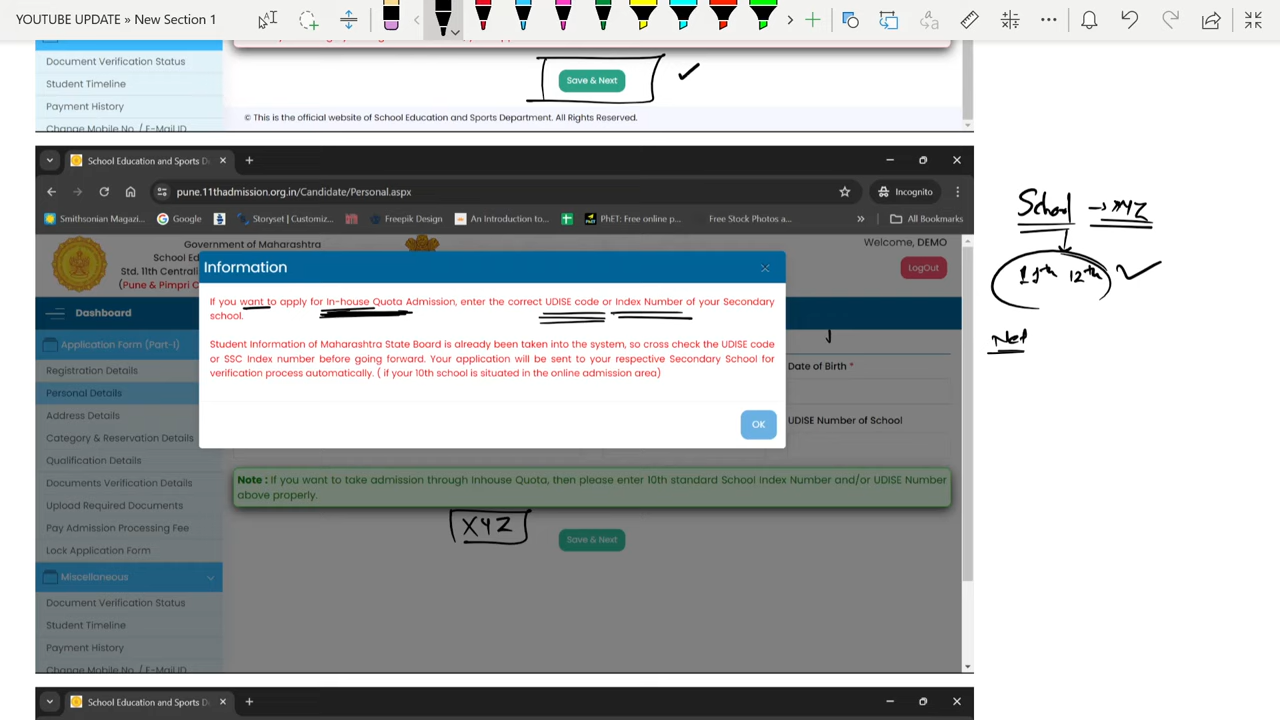 YOUTUBE UPDATE » New Section 1
Document Verification Status
Student Timeline
Payment History
Change Mobile No. / E-Mail ID
Save & Next
© This is the official website of School Education and Sports Department. All Rights Reserved.
School Education and Sports D
pune.11thadmission.org.in/Candidate/Personal.aspx
Incognito
Smithsonian Magazi...
Google
Storyset | Customiz...
Freepik Design
An Introduction to...
PhET: Free online p...
Free Stock Photos a...
»
All Bookmarks
Government of Maharashtra
School Ed
Std. 11th Centrali
(Pune & Pimpri C
Welcome, DEMO
LogOut
Dashboard
Application Form (Part-I)
Registration Details
Personal Details
Address Details
Category & Reservation Details
Qualification Details
Documents Verification Details
Upload Required Documents
Pay Admission Processing Fee
Lock Application Form
Miscellaneous
Document Verification Status
Student Timeline
Payment History
Change Mobile No. / E-Mail ID
Information
If you want to apply for In-house Quota Admission, enter the correct UDISE code or Index Number of your Secondary
school.
Student Information of Maharashtra State Board is already been taken into the system, so cross check the UDISE code
or SSC Index number before going forward. Your application will be sent to your respective Secondary School for
verification process automatically. ( if your 10th school is situated in the online admission area)
OK
Date of Birth *
UDISE Number of School
Note : If you want to take admission through Inhouse Quota, then please enter 10th standard School Index Number and/or UDISE Number
above properly.
XYZ
Save & Next
School → XYZ
11th 12th
School Education and Sports D